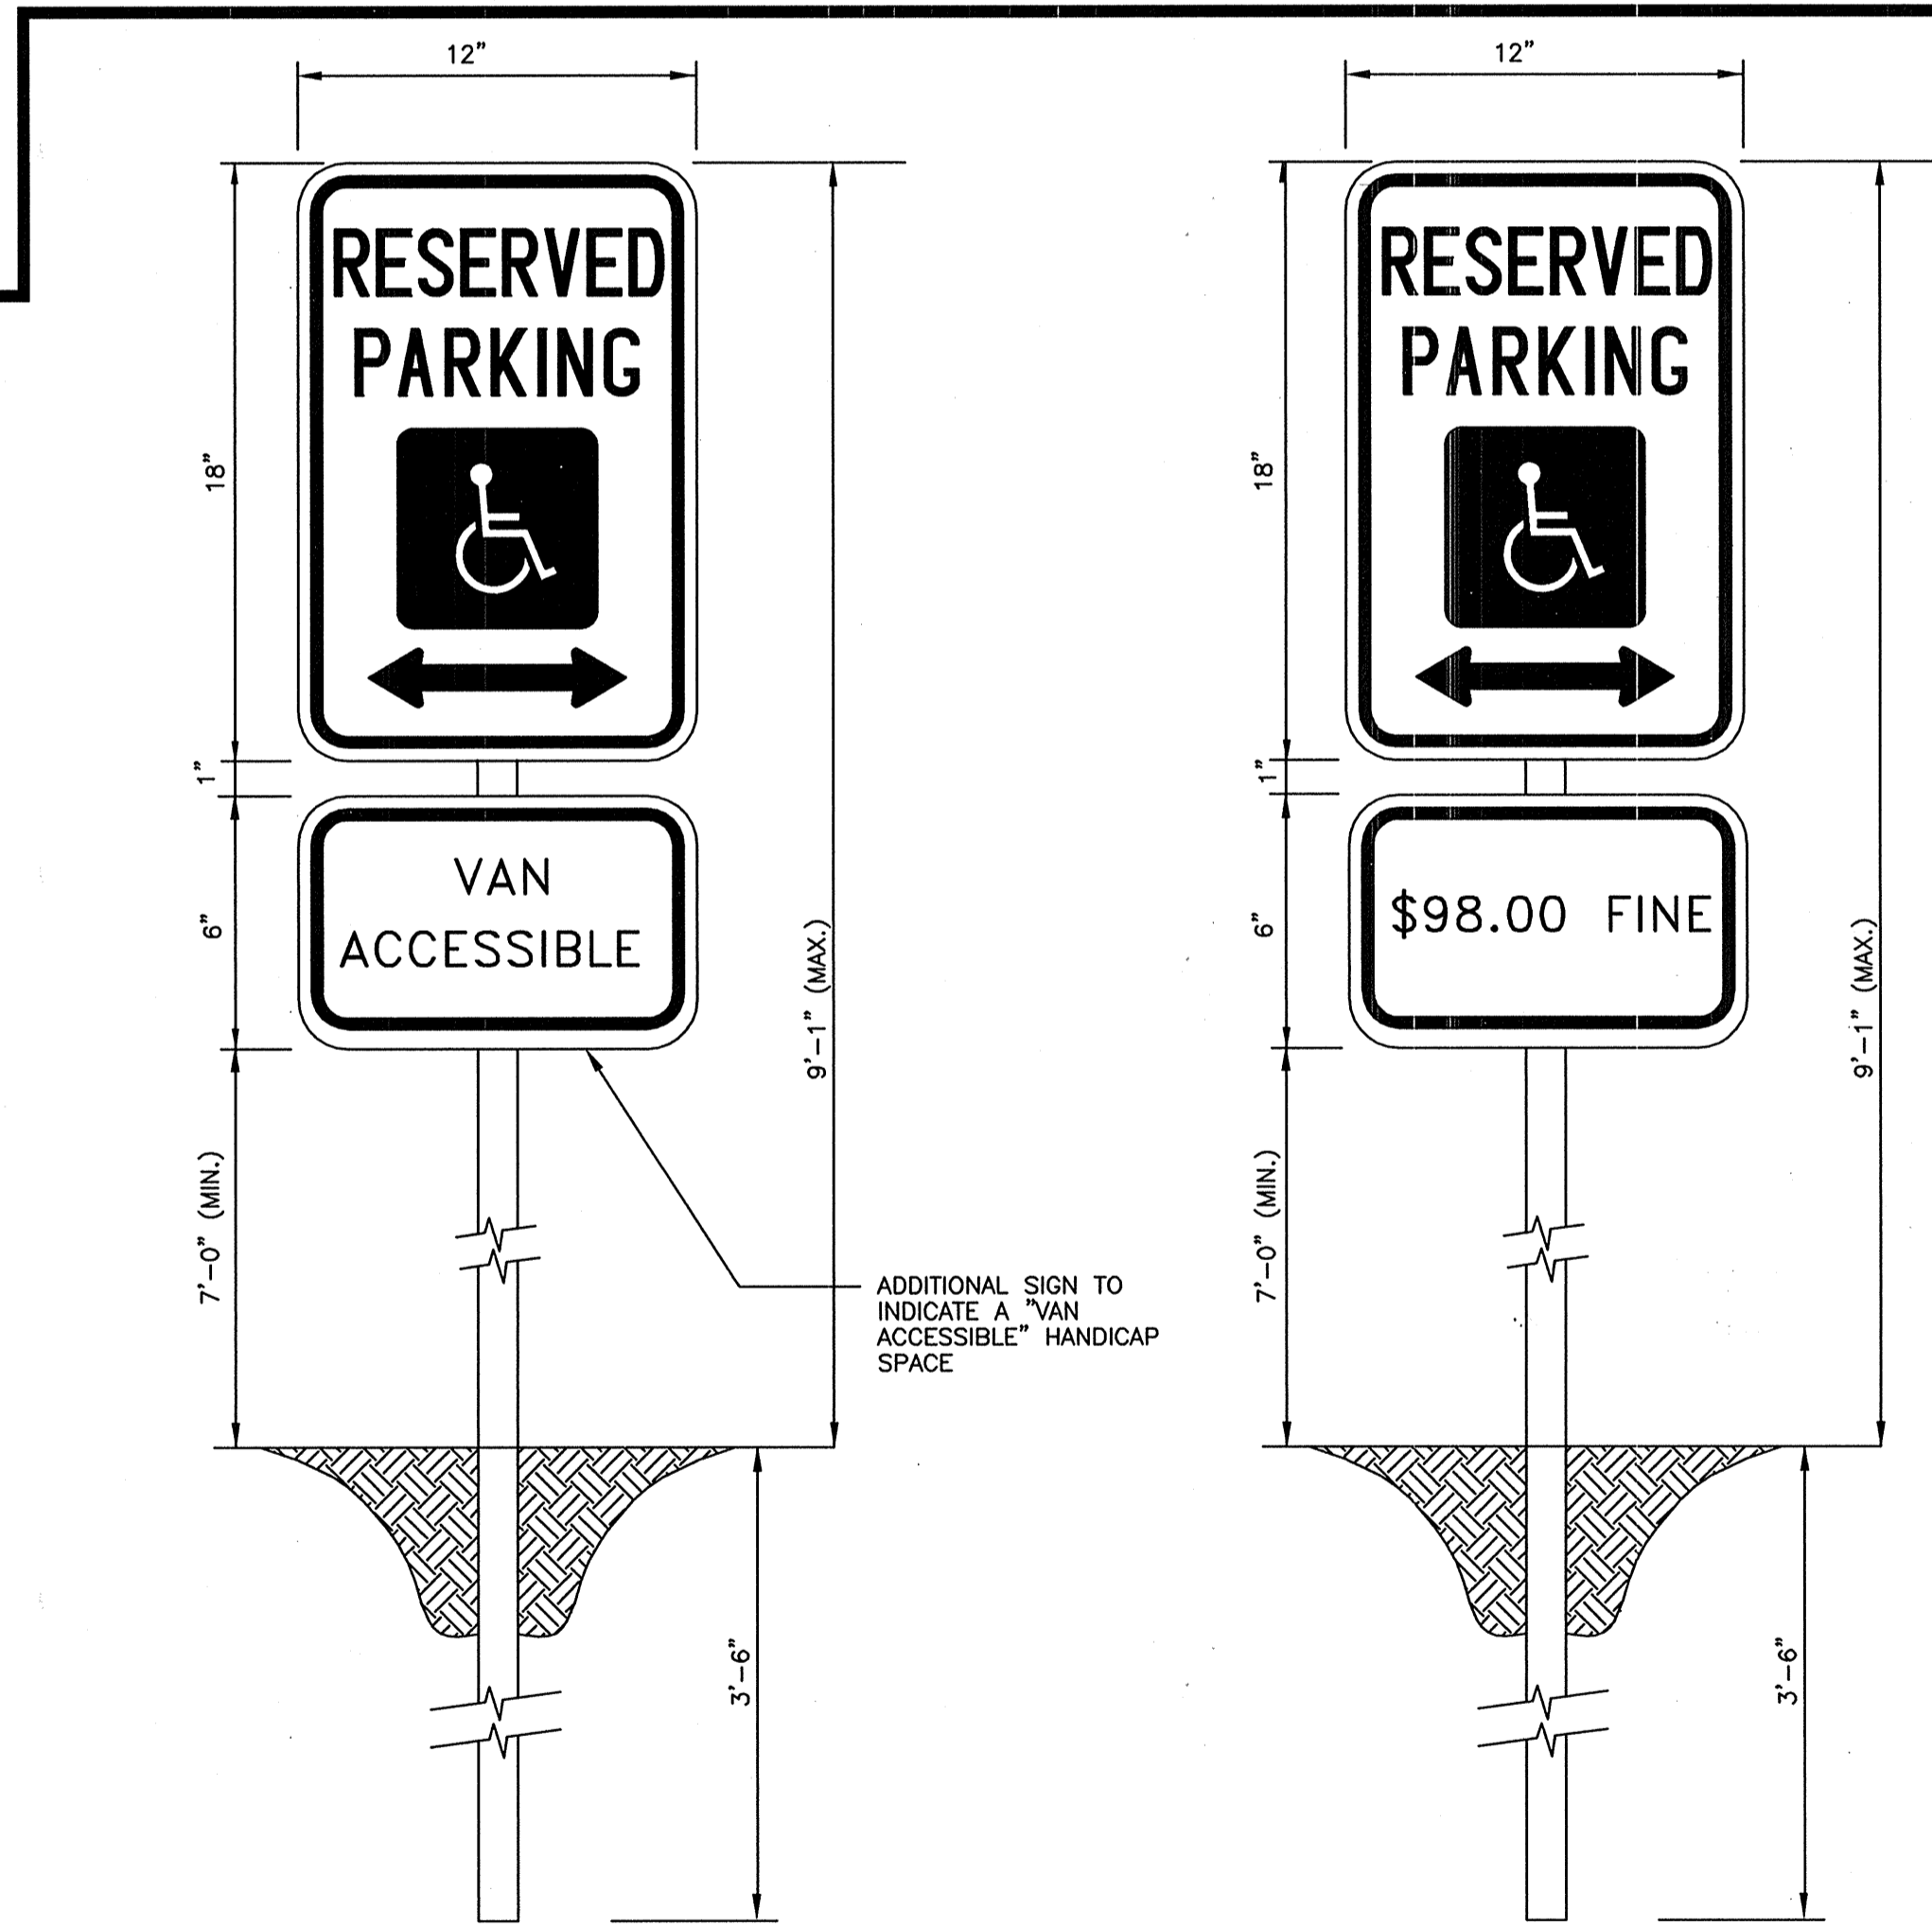 12"
RESERVED
PARKING
18"
1"
VAN
ACCESSIBLE
6"
9'-1" (MAX.)
7'-0" (MIN.)
ADDITIONAL SIGN TO
INDICATE A "VAN
ACCESSIBLE" HANDICAP
SPACE
3'-6"
12"
RESERVED
PARKING
18"
1"
$98.00 FINE
6"
9'-1" (MAX.)
7'-0" (MIN.)
3'-6"